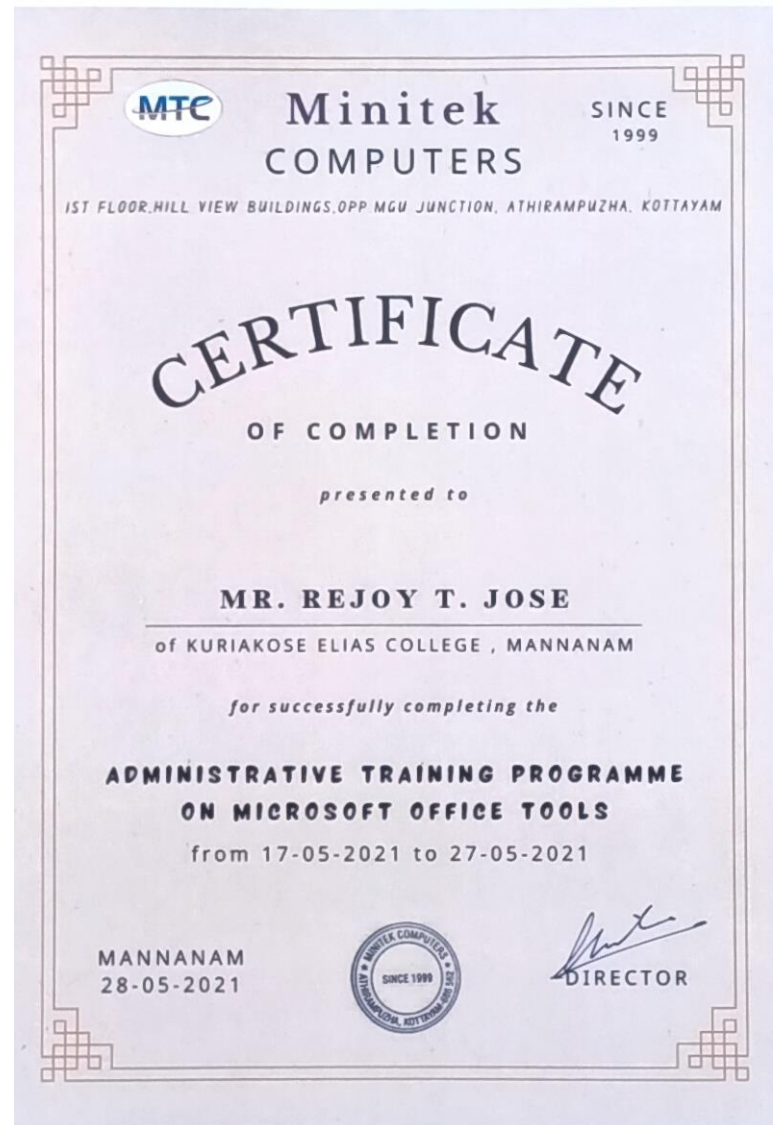 MTC
Minitek
COMPUTERS
SINCE
1999
1ST FLOOR,HILL VIEW BUILDINGS,OPP MGU JUNCTION, ATHIRAMPUZHA, KOTTAYAM
CERTIFICATE
OF COMPLETION
presented to
MR. REJOY T. JOSE
of KURIAKOSE ELIAS COLLEGE , MANNANAM
for successfully completing the
ADMINISTRATIVE TRAINING PROGRAMME
ON MICROSOFT OFFICE TOOLS
from 17-05-2021 to 27-05-2021
MANNANAM
28-05-2021
MINITEK COMPUTERS
SINCE 1999
ATHIRAMPUZHA, KOTTAYAM
DIRECTOR